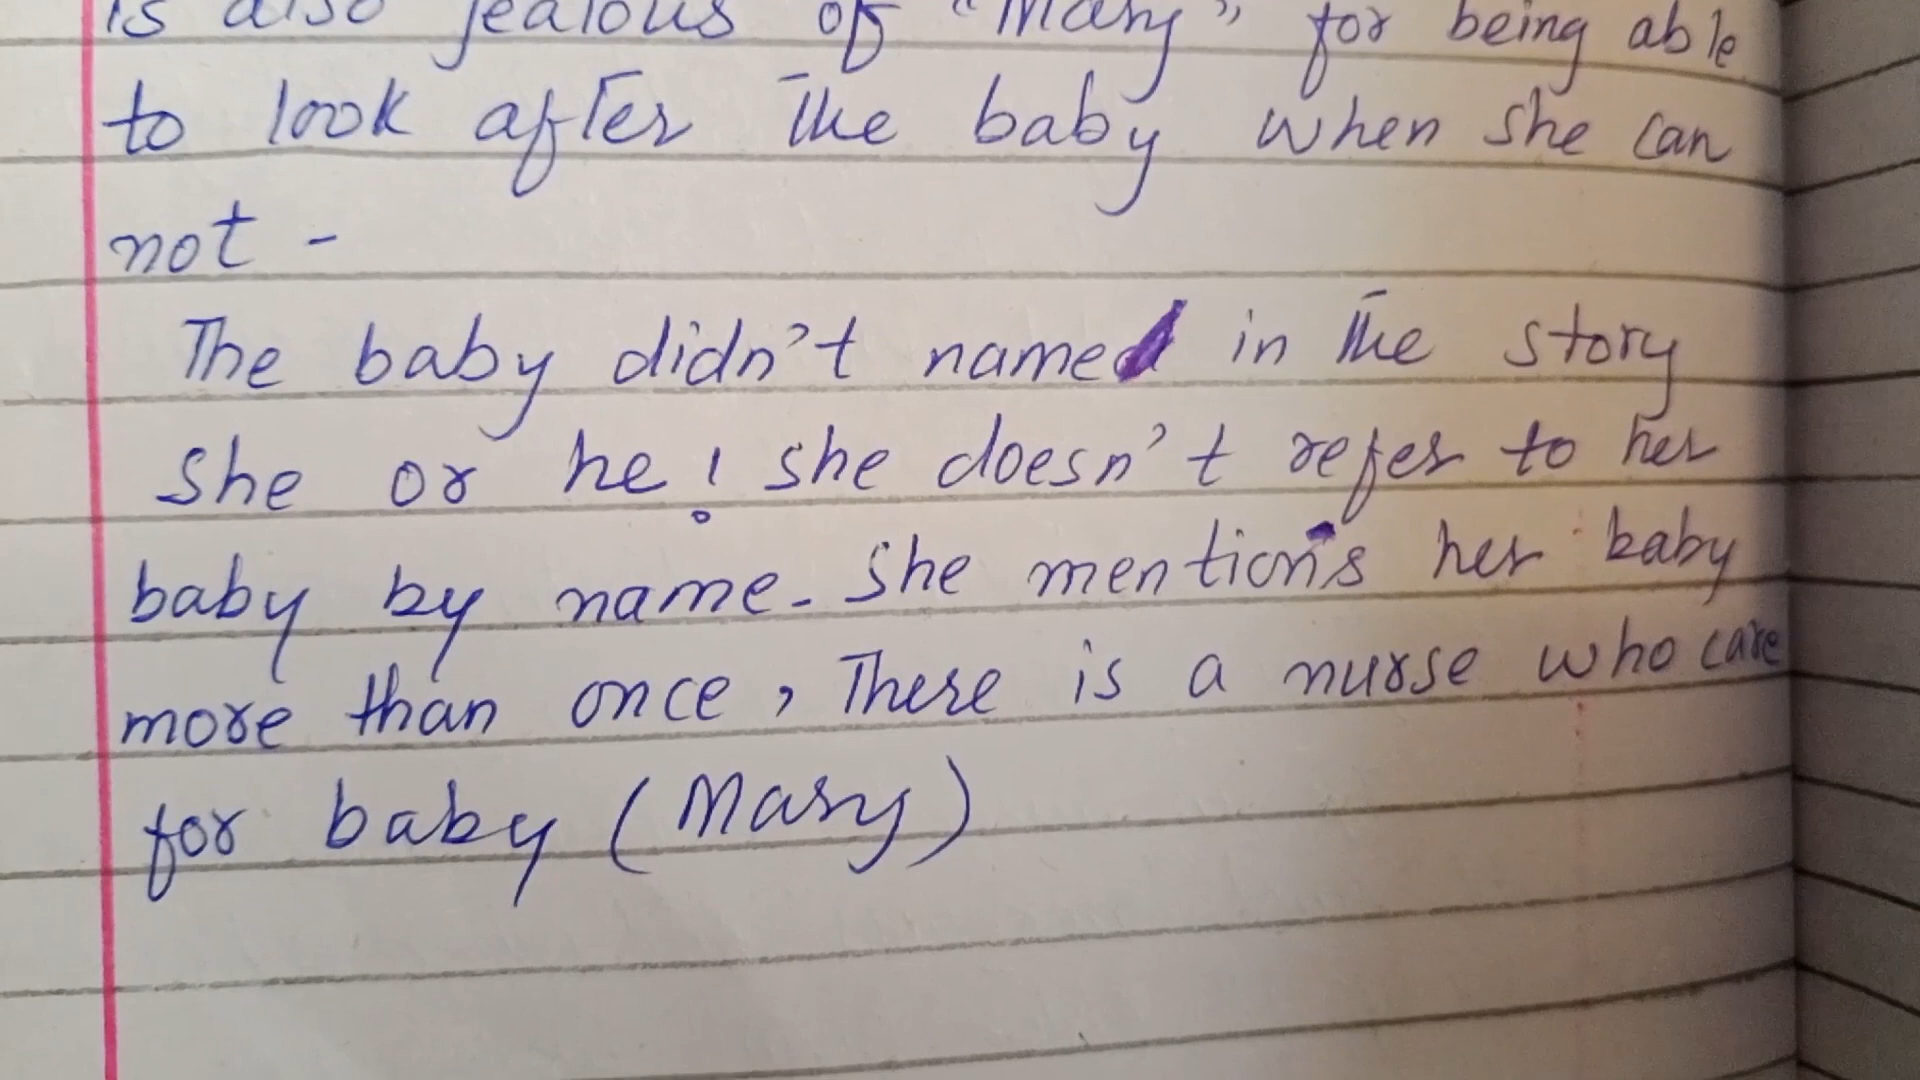 is also jealous of "Mary" for being able
to look after the baby when she can
not -
The baby didn't named in the story
She or he! she doesn't refer to her
baby by name. She mentions her baby
more than once, There is a nurse who care
for baby (Mary)